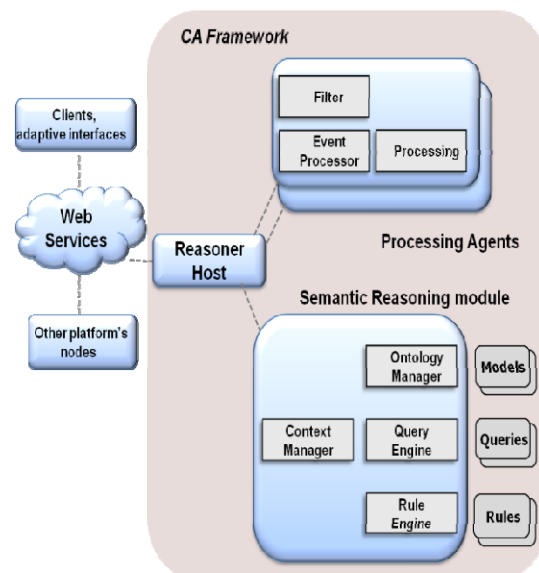 CA Framework
Filter
Event
Processor
Processing
Processing Agents
Clients,
adaptive interfaces
Web
Services
Other platform's
nodes
Reasoner
Host
Semantic Reasoning module
Ontology
Manager
Models
Context
Manager
Query
Engine
Queries
Rule
Engine
Rules